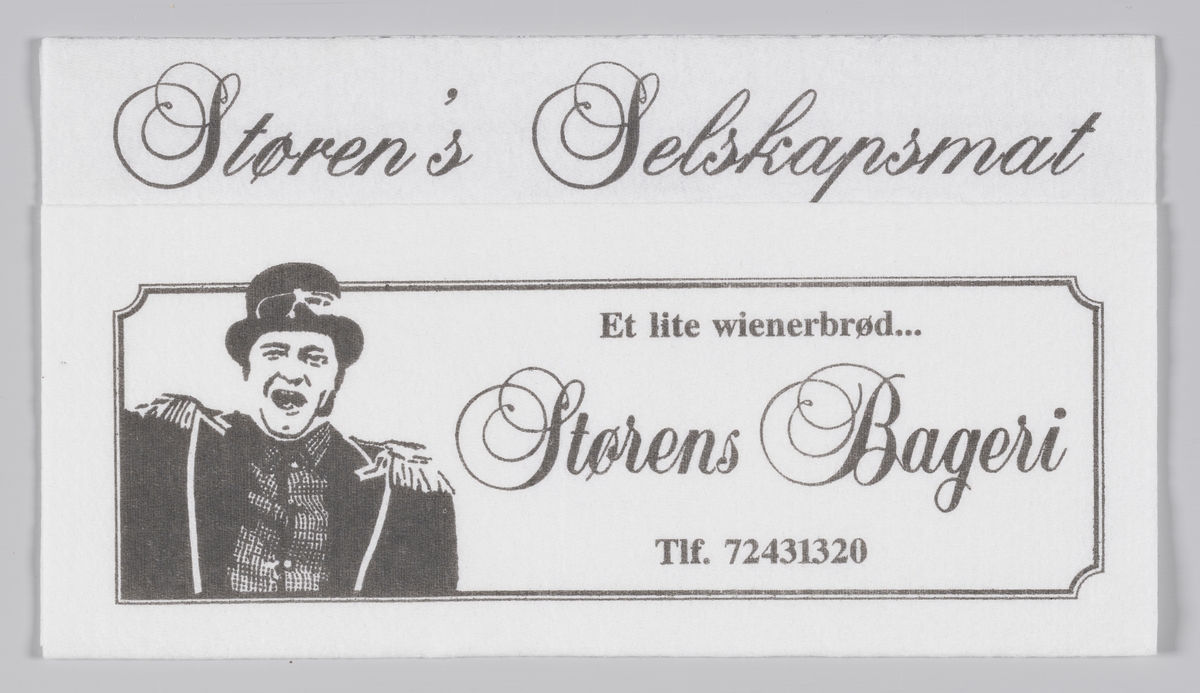 Støren's Selskapsmat
Et lite wienerbrød...
Størens Bageri
Tlf. 72431320